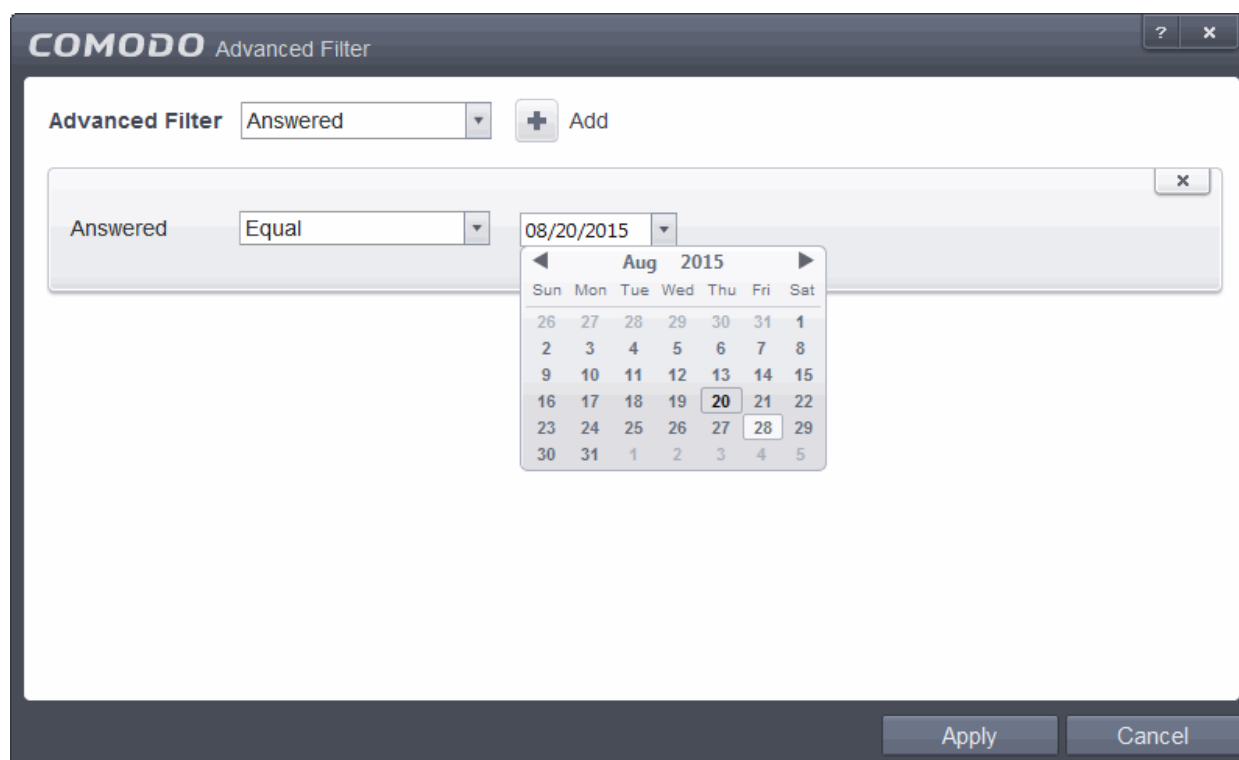 COMODO Advanced Filter ? x
Advanced Filter Answered + Add
x
Answered Equal 08/20/2015
Aug 2015
Sun Mon Tue Wed Thu Fri Sat
26 27 28 29 30 31 1
2 3 4 5 6 7 8
9 10 11 12 13 14 15
16 17 18 19 20 21 22
23 24 25 26 27 28 29
30 31 1 2 3 4 5
Apply Cancel